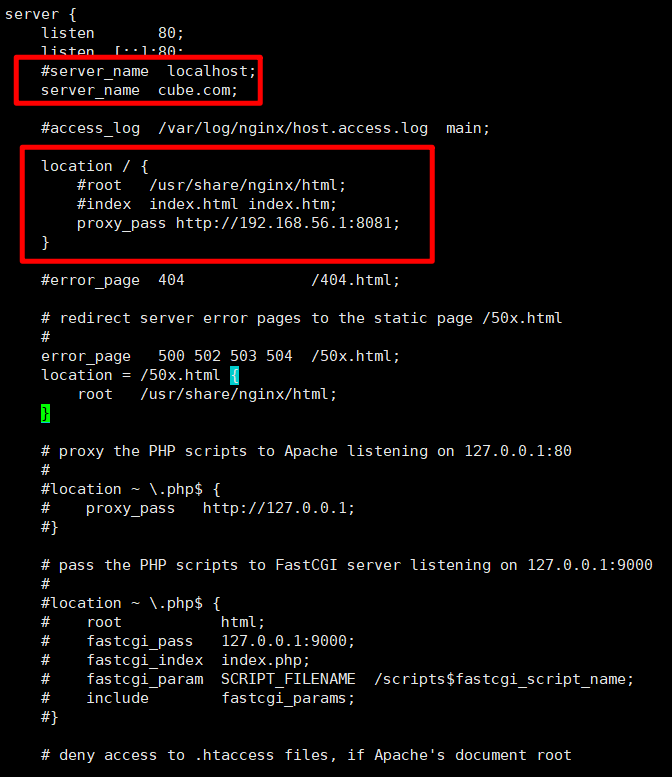 server {
    listen       80;
    listen  [::]:80;
    #server_name  localhost;
    server_name  cube.com;

    #access_log  /var/log/nginx/host.access.log  main;

    location / {
        #root   /usr/share/nginx/html;
        #index  index.html index.htm;
        proxy_pass http://192.168.56.1:8081;
    }

    #error_page  404              /404.html;

    # redirect server error pages to the static page /50x.html
    #
    error_page   500 502 503 504  /50x.html;
    location = /50x.html {
        root   /usr/share/nginx/html;
    }

    # proxy the PHP scripts to Apache listening on 127.0.0.1:80
    #
    #location ~ \.php$ {
    #    proxy_pass   http://127.0.0.1;
    #}

    # pass the PHP scripts to FastCGI server listening on 127.0.0.1:9000
    #
    #location ~ \.php$ {
    #    root           html;
    #    fastcgi_pass   127.0.0.1:9000;
    #    fastcgi_index  index.php;
    #    fastcgi_param  SCRIPT_FILENAME  /scripts$fastcgi_script_name;
    #    include        fastcgi_params;
    #}

    # deny access to .htaccess files, if Apache's document root